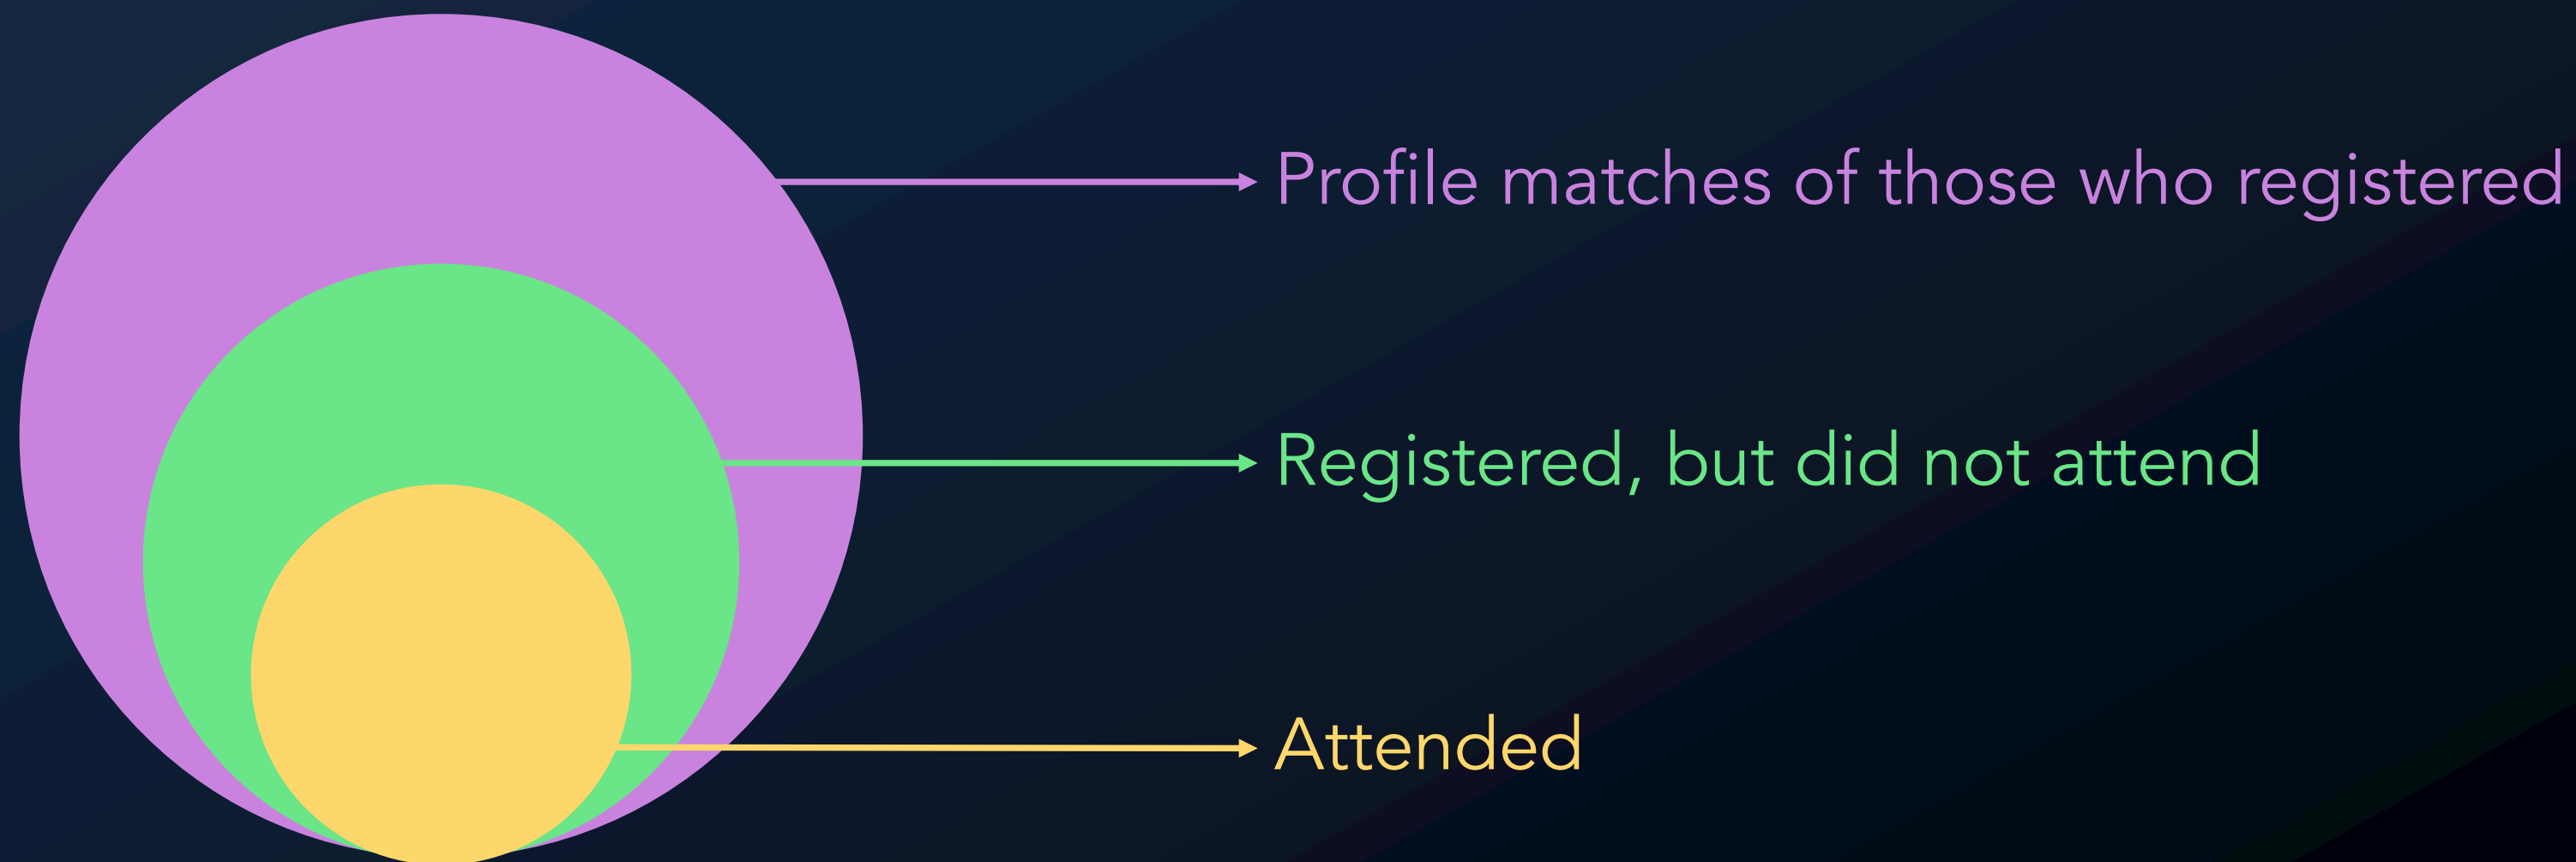 Profile matches of those who registered
Registered, but did not attend
Attended